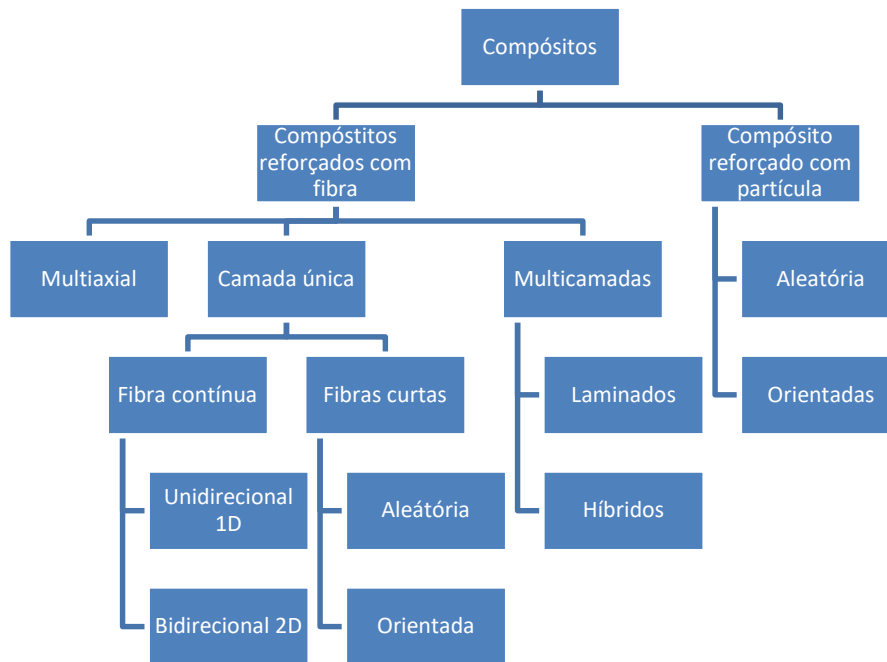 Compósitos
Compóstitos
reforçados com
fibra
Compósito
reforçado com
partícula
Multiaxial
Camada única
Multicamadas
Aleatória
Fibra contínua
Fibras curtas
Laminados
Orientadas
Unidirecional
1D
Aleátória
Híbridos
Bidirecional 2D
Orientada